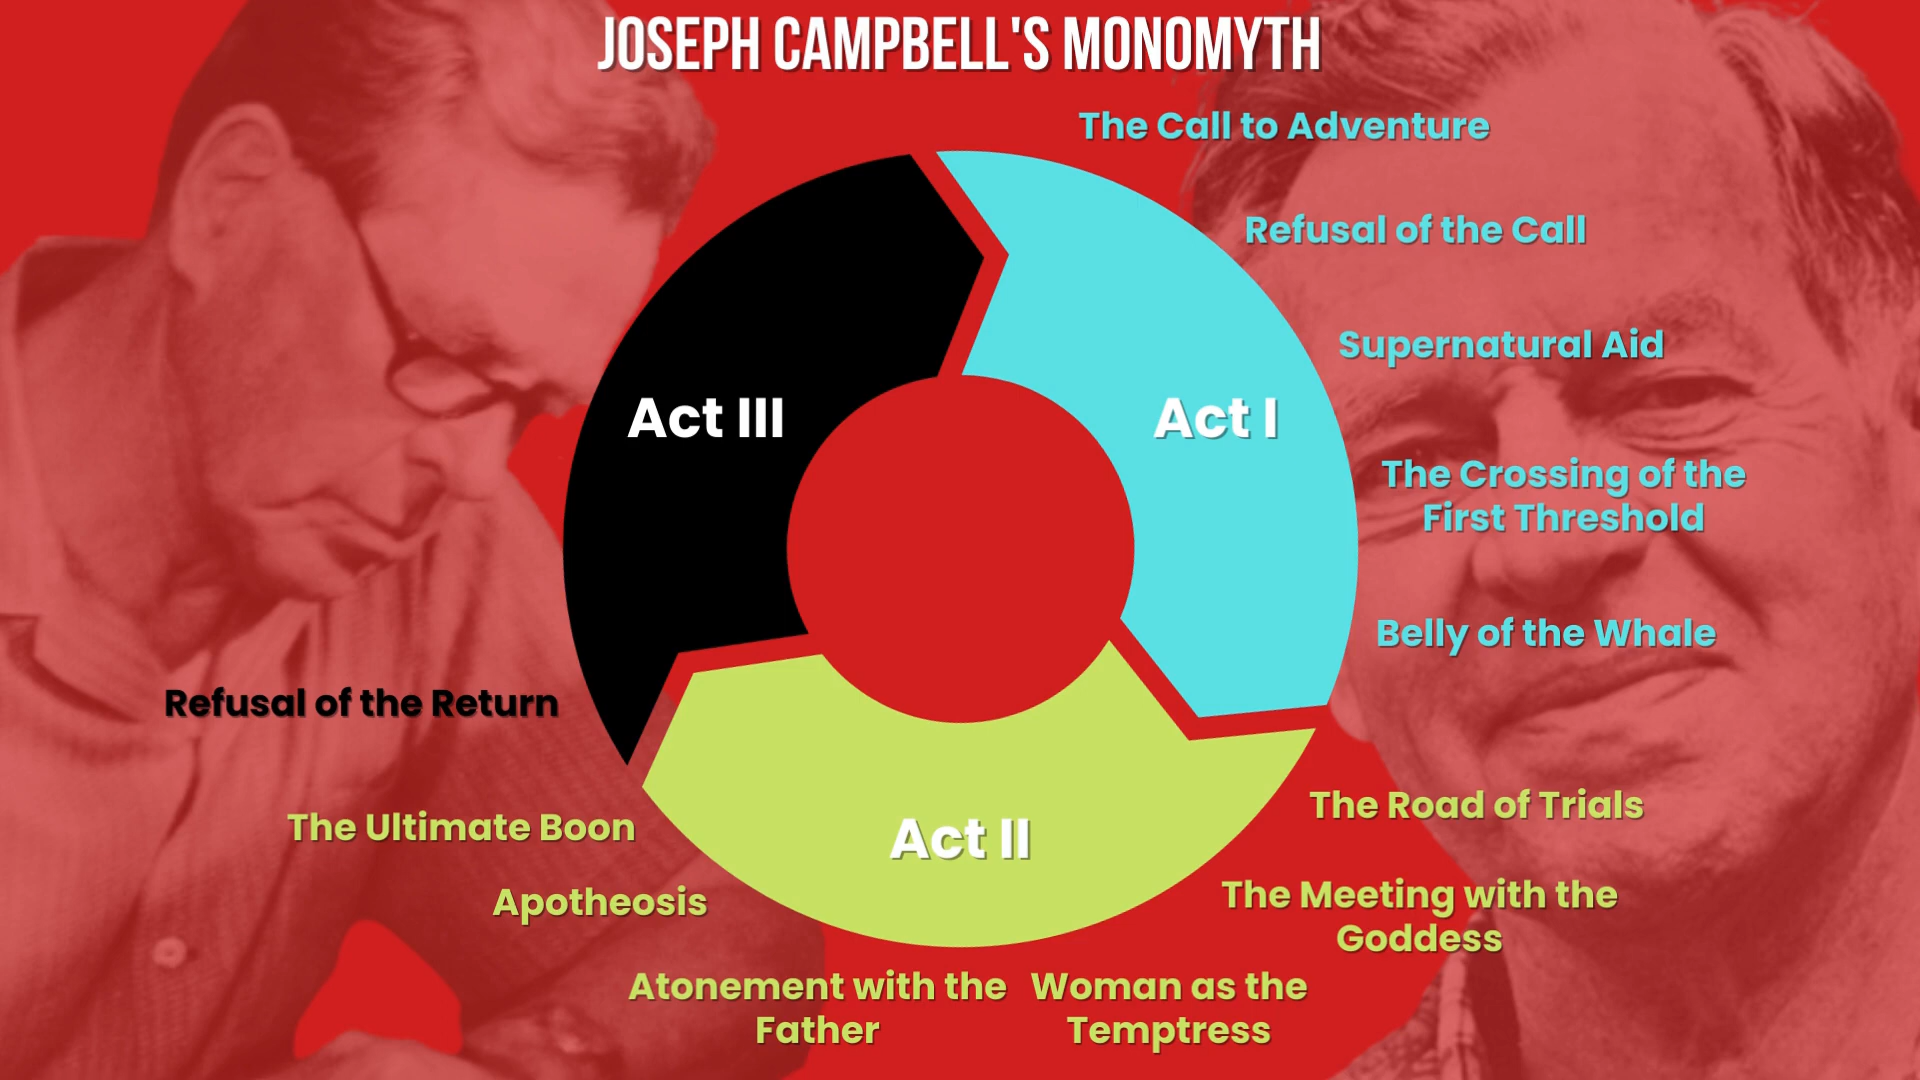 JOSEPH CAMPBELL'S MONOMYTH
The Call to Adventure
Refusal of the Call
Supernatural Aid
Act III
Act I
The Crossing of the
First Threshold
Belly of the Whale
Refusal of the Return
The Road of Trials
The Ultimate Boon
Act II
The Meeting with the
Goddess
Apotheosis
Atonement with the
Father
Woman as the
Temptress